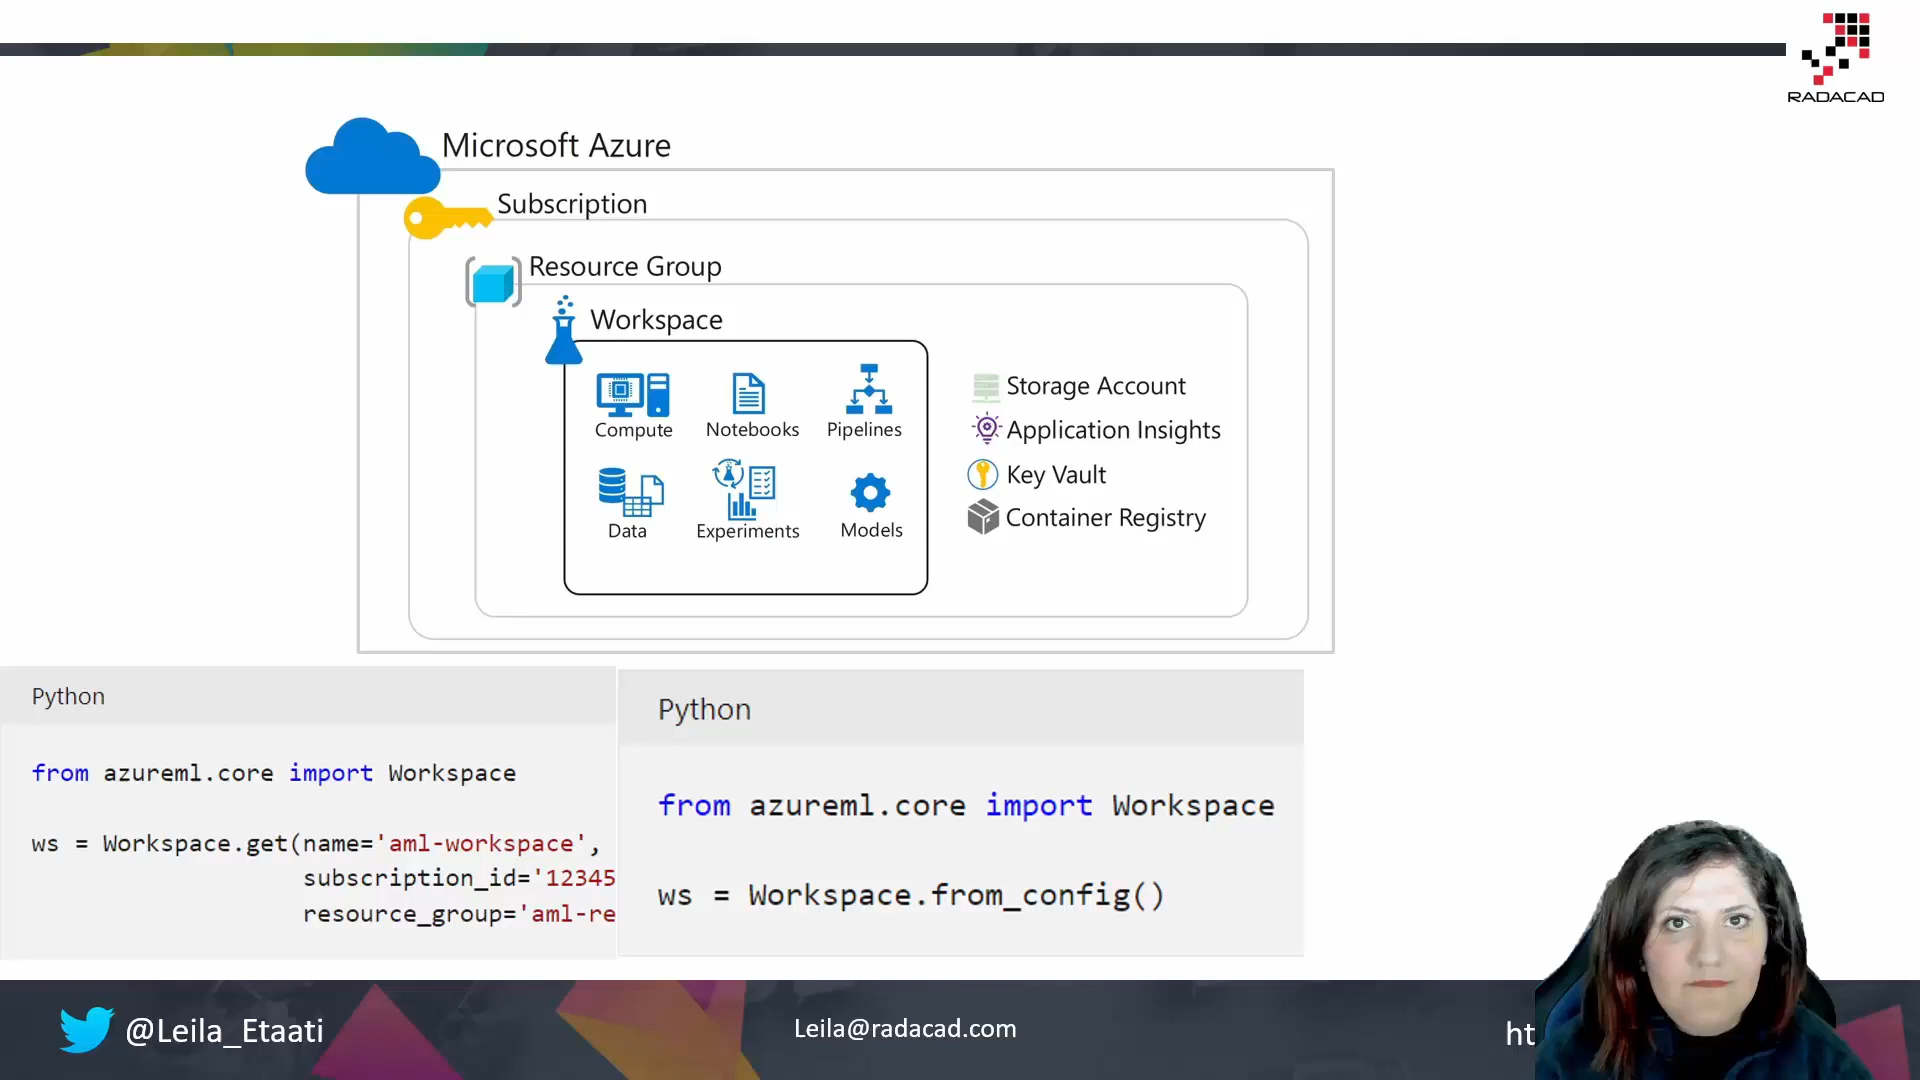 RADACAD
Microsoft Azure
Subscription
Resource Group
Workspace
Compute
Notebooks
Pipelines
Data
Experiments
Models
Storage Account
Application Insights
Key Vault
Container Registry
Python
from azureml.core import Workspace
ws = Workspace.get(name='aml-workspace',
subscription_id='12345
resource_group='aml-re
Python
from azureml.core import Workspace
ws = Workspace.from_config()
@Leila_Etaati
Leila@radacad.com
ht